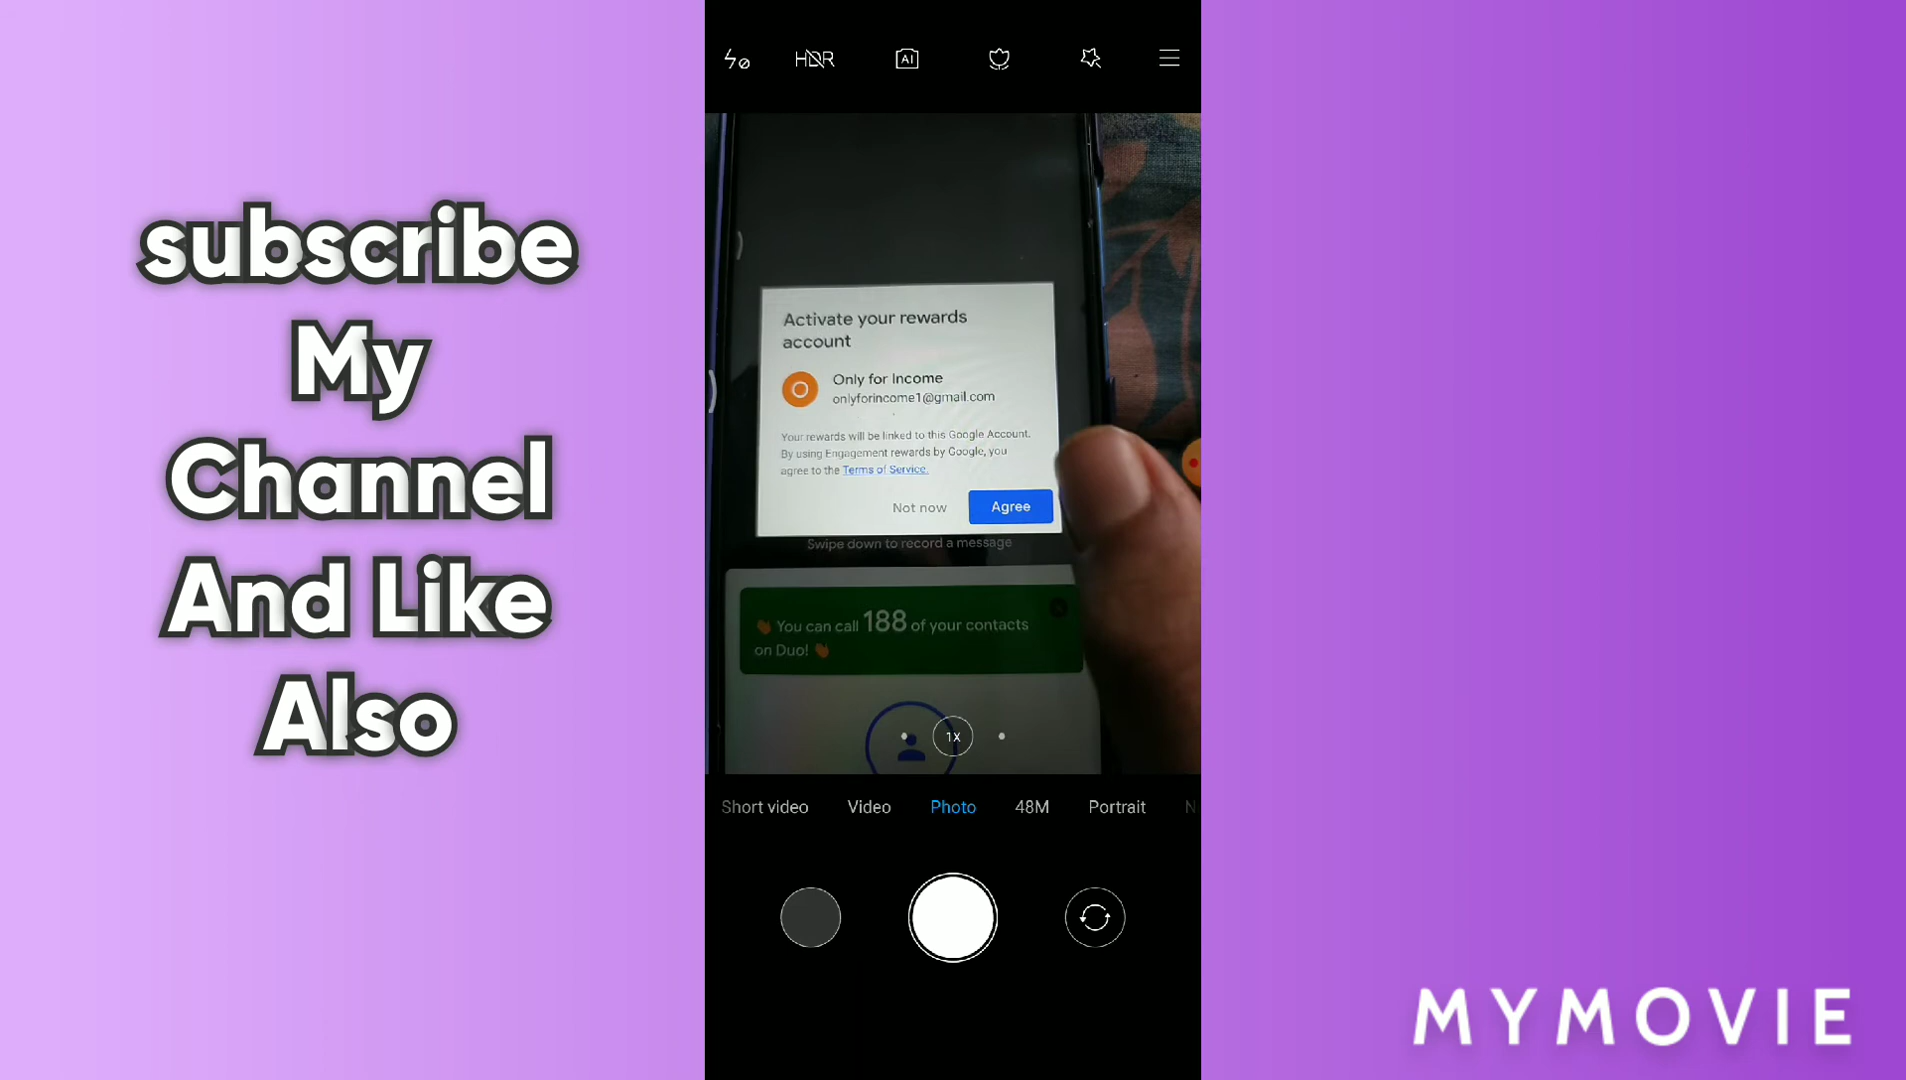 subscribe
My
Channel
And Like
Also
HDR
AI
Activate your rewards
account
Only for Income
onlyforincome1@gmail.com
Your rewards will be linked to this Google Account.
By using Engagement rewards by Google, you
agree to the Terms of Service.
Not now Agree
Swipe down to record a message
👋 You can call 188 of your contacts
on Duo! 👋
1X
Short video Video Photo 48M Portrait N
MYMOVIE